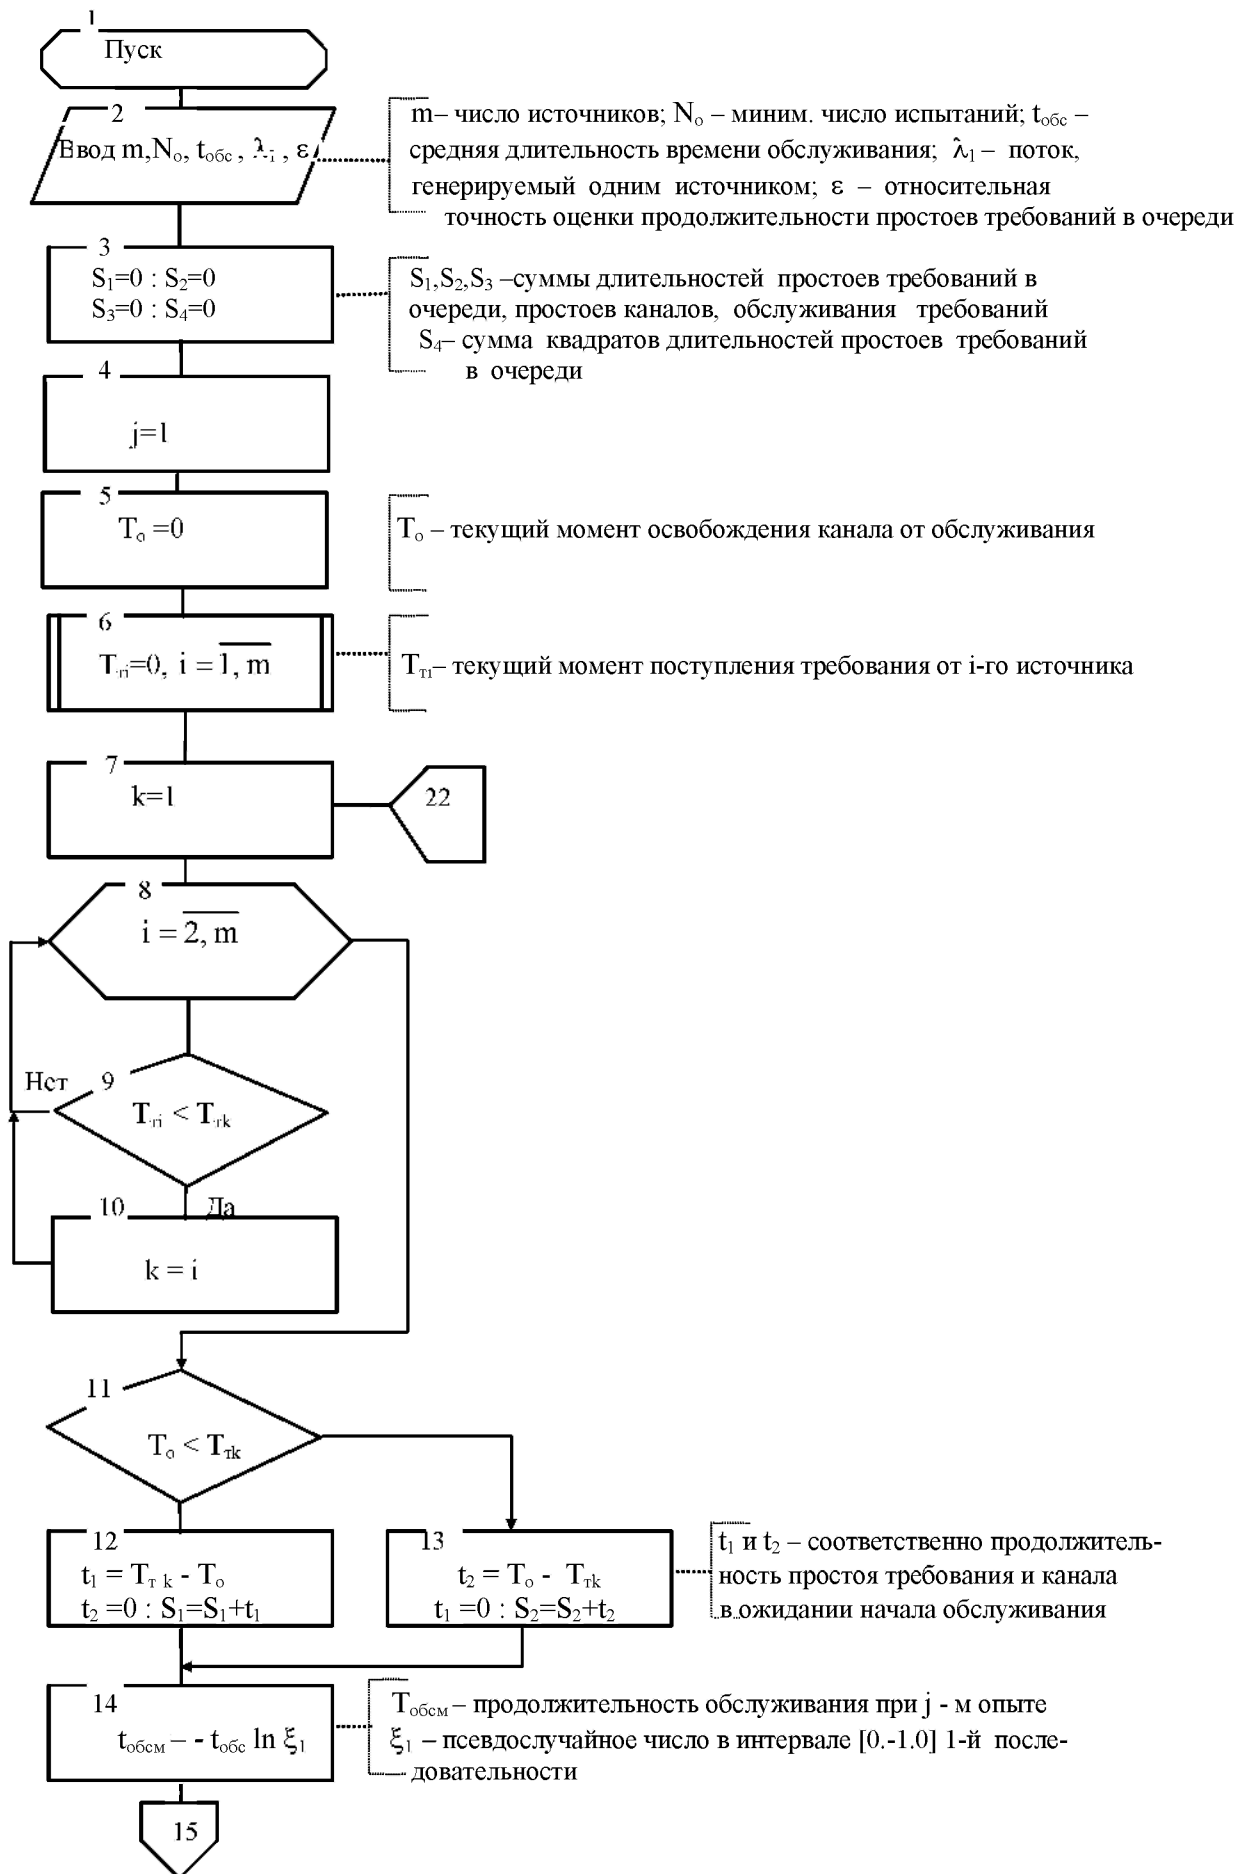 1
Пуск
2
Ввод m,Nо, tобс , λi , ε
m– число источников; Nо – миним. число испытаний; tобс –
средняя длительность времени обслуживания; λ1 – поток,
генерируемый одним источником; ε – относительная
точность оценки продолжительности простоев требований в очереди
3
S1=0 : S2=0
S3=0 : S4=0
S1,S2,S3 –суммы длительностей простоев требований в
очереди, простоев каналов, обслуживания требований
S4– сумма квадратов длительностей простоев требований
в очереди
4
j=1
5
Tо =0
Tо – текущий момент освобождения канала от обслуживания
6
Tтi=0, i = 1, m
Tт1– текущий момент поступления требования от i-го источника
7
k=1
22
8
i = 2, m
Нет
9
Tтi < Tтk
10
Да
k = i
11
Tо < Tтk
12
t1 = Tт k - Tо
t2 =0 : S1=S1+t1
13
t2 = Tо - Tтk
t1 =0 : S2=S2+t2
t1 и t2 – соответственно продолжитель-
ность простоя требования и канала
в ожидании начала обслуживания
14
tобсм – - tобс ln ξ1
Tобсм – продолжительность обслуживания при j - м опыте
ξ1 – псевдослучайное число в интервале [0.-1.0] 1-й после-
довательности
15